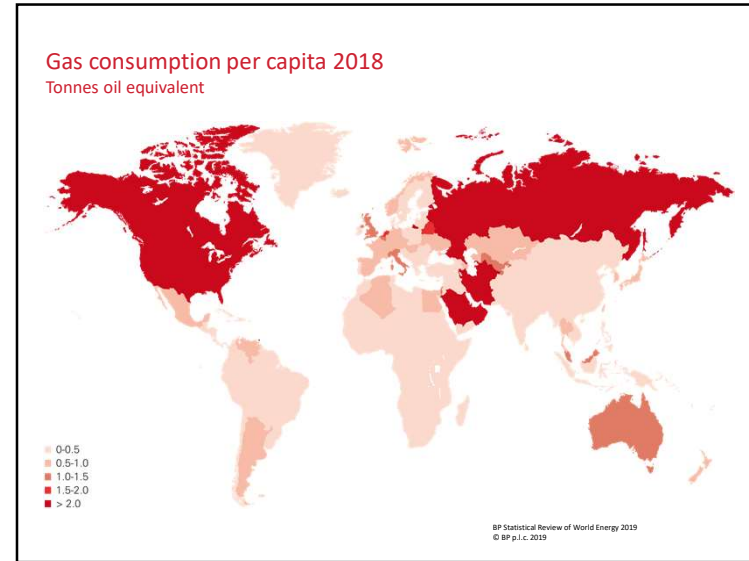 Gas consumption per capita 2018
Tonnes oil equivalent
0-0.5
0.5-1.0
1.0-1.5
1.5-2.0
> 2.0
BP Statistical Review of World Energy 2019
© BP p.l.c. 2019